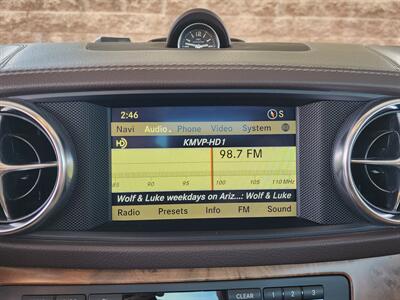 2:46 S
Navi Audio Phone Video System
HD KMVP-HD1
98.7 FM
85 90 95 100 105 110 MHz
Wolf & Luke weekdays on Ariz...: Wolf & Luke
Radio Presets Info FM Sound
CLEAR 1 2 3